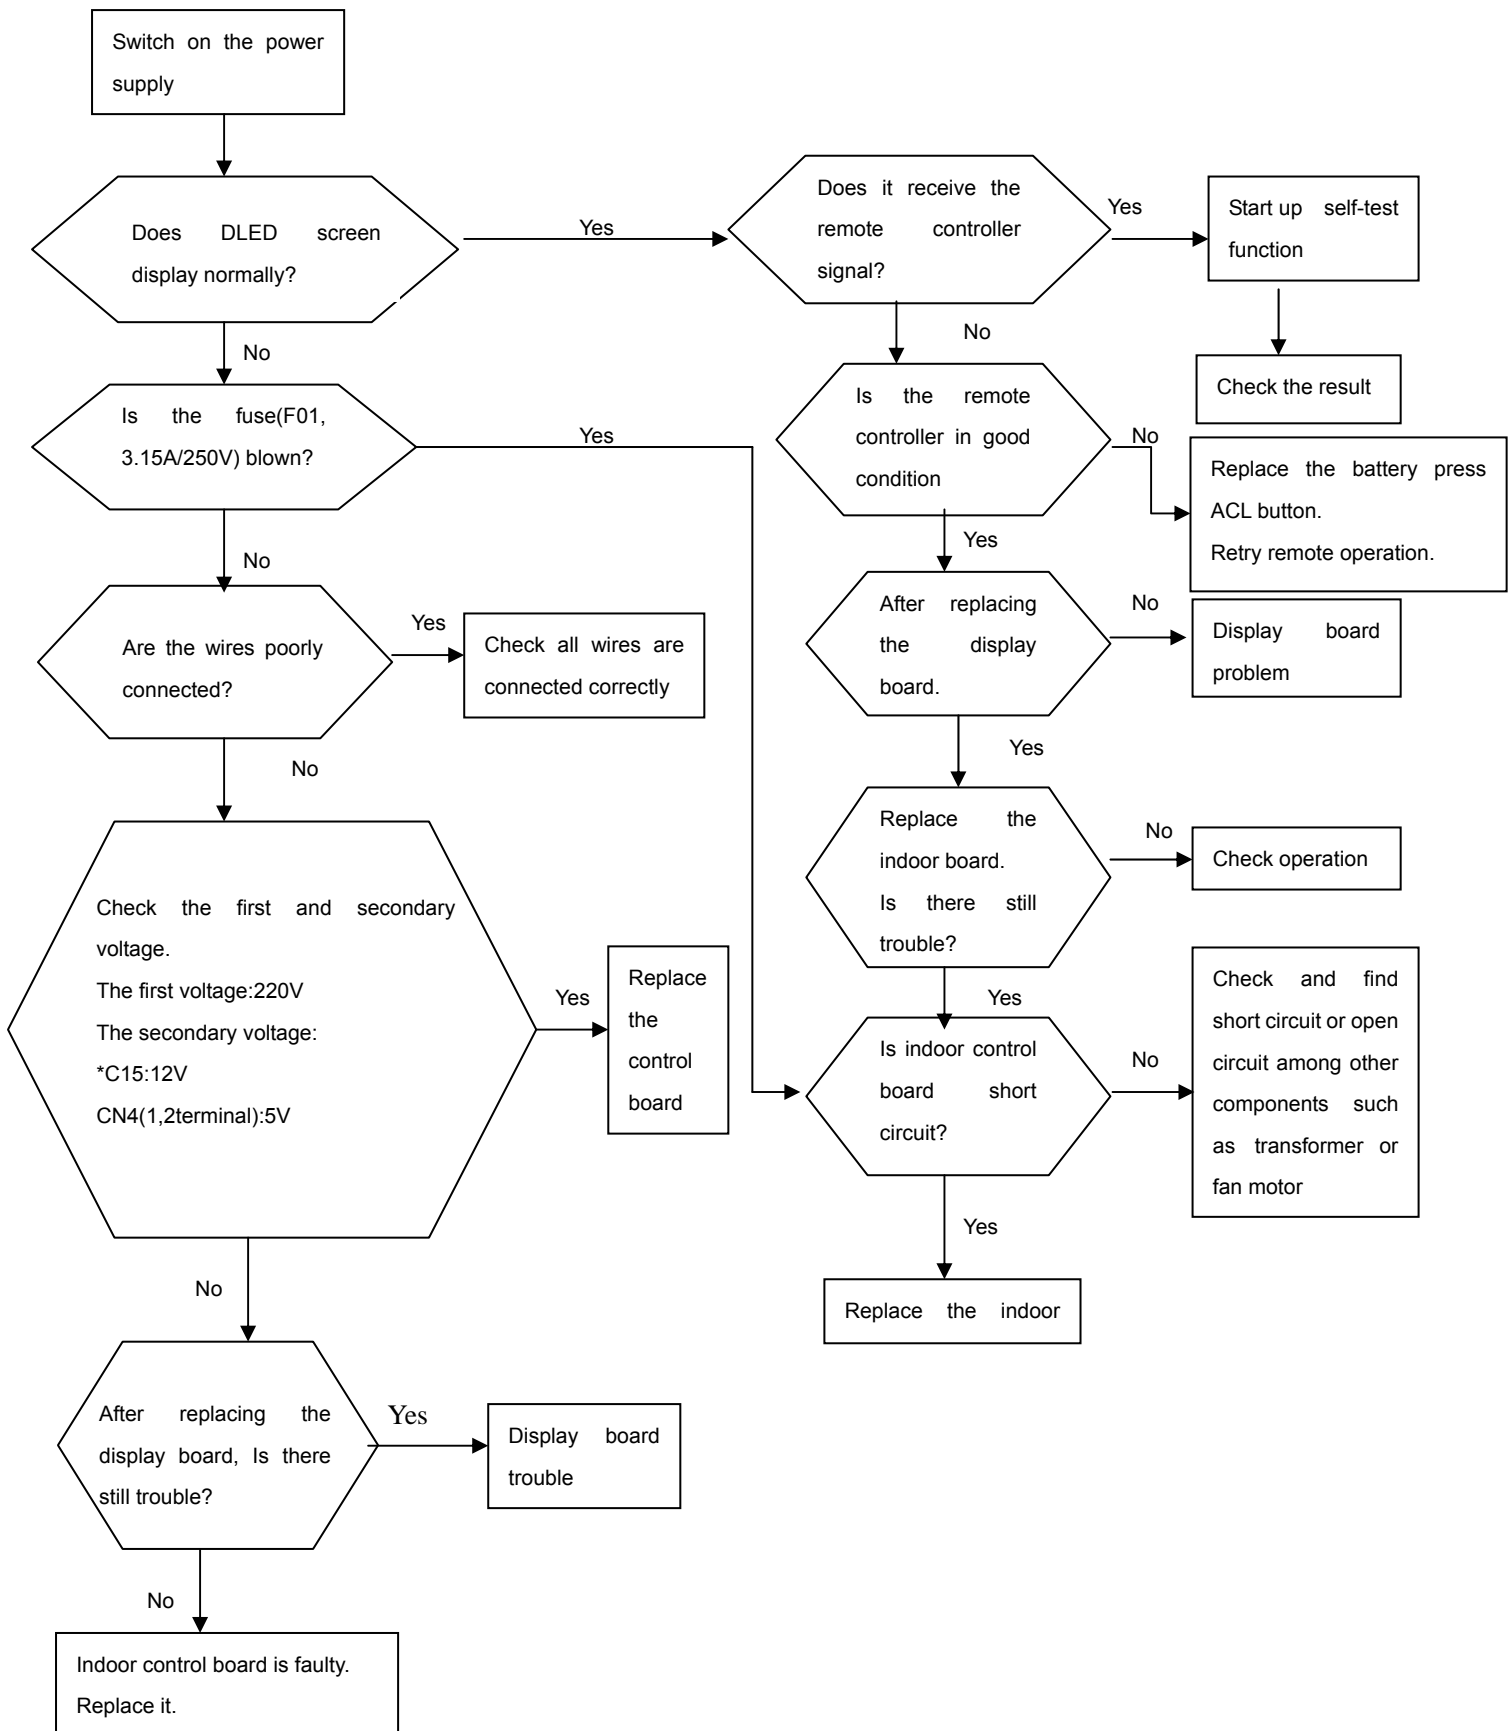 Switch on the power
supply
Does DLED screen
display normally?
Yes
Does it receive the
remote controller
signal?
Yes
Start up self-test
function
Check the result
No
No
Is the fuse(F01,
3.15A/250V) blown?
Yes
Is the remote
controller in good
condition
No
Replace the battery press
ACL button.
Retry remote operation.
No
Yes
Are the wires poorly
connected?
Yes
Check all wires are
connected correctly
After replacing
the display
board.
No
Display board
problem
No
Yes
Replace the
indoor board.
Is there still
trouble?
No
Check operation
Check the first and secondary
voltage.
The first voltage:220V
The secondary voltage:
*C15:12V
CN4(1,2terminal):5V
Yes
Replace
the
control
board
Yes
Is indoor control
board short
circuit?
No
Check and find
short circuit or open
circuit among other
components such
as transformer or
fan motor
Yes
Replace the indoor
No
After replacing the
display board, Is there
still trouble?
Yes
Display board
trouble
No
Indoor control board is faulty.
Replace it.